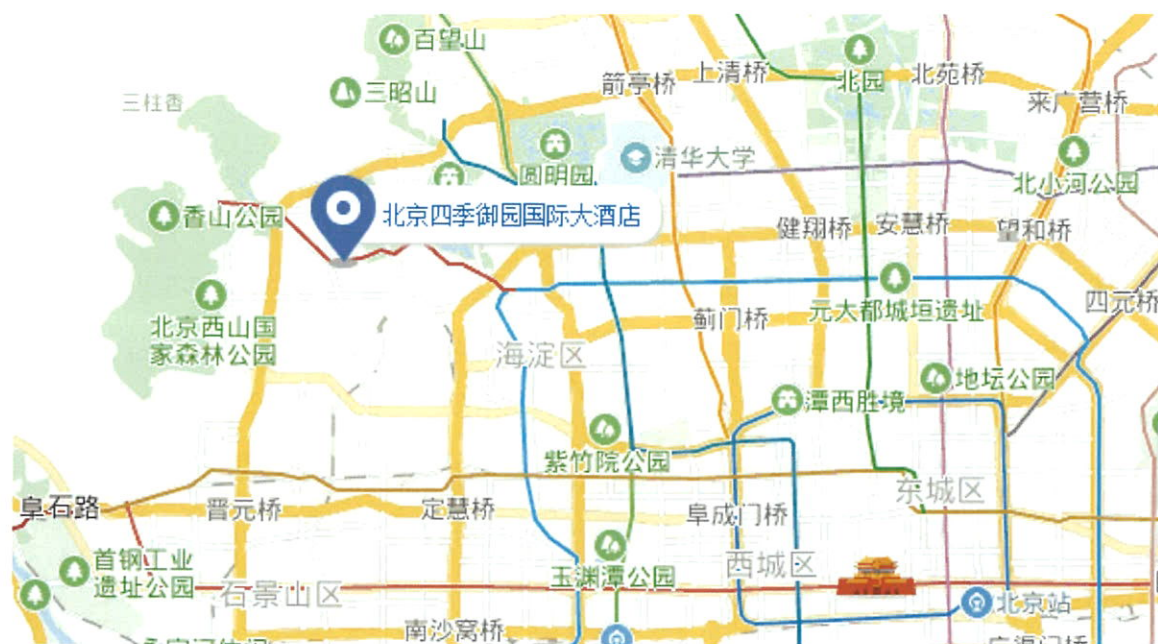 百望山
三昭山
三柱香
箭亭桥
上清桥
北园
北苑桥
来广营桥
圆明园
清华大学
北小河公园
香山公园
北京四季御园国际大酒店
健翔桥
安慧桥
望和桥
北京西山国
家森林公园
蓟门桥
元大都城垣遗址
四元桥
海淀区
地坛公园
潭西胜境
紫竹院公园
阜石路
晋元桥
定慧桥
阜成门桥
东城区
首钢工业
遗址公园
石景山区
玉渊潭公园
西城区
北京站
南沙窝桥